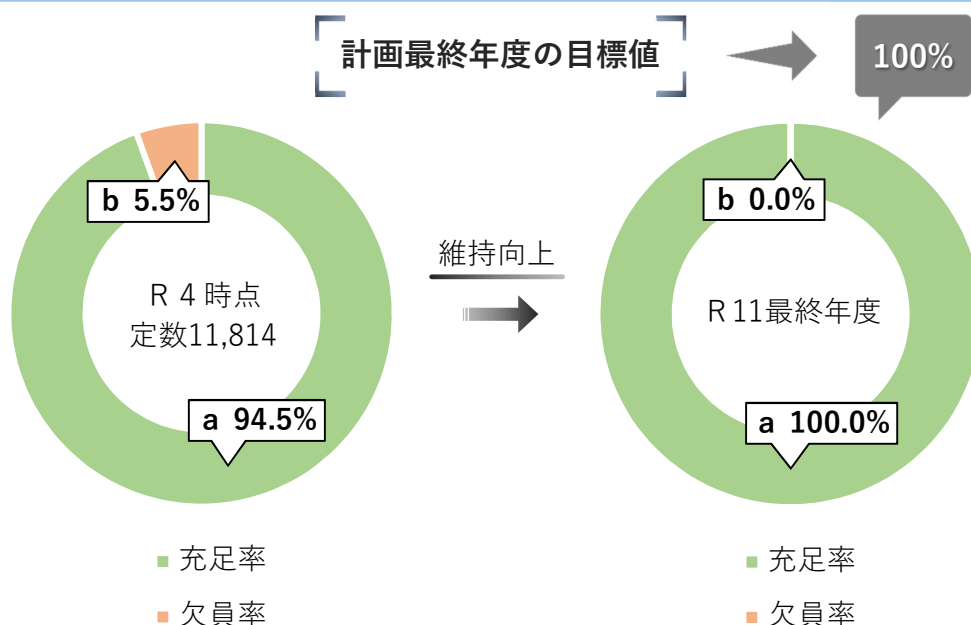 計画最終年度の目標値
100%
b 5.5%
R 4 時点
定数11,814
a 94.5%
充足率
欠員率
維持向上
b 0.0%
R 11最終年度
a 100.0%
充足率
欠員率